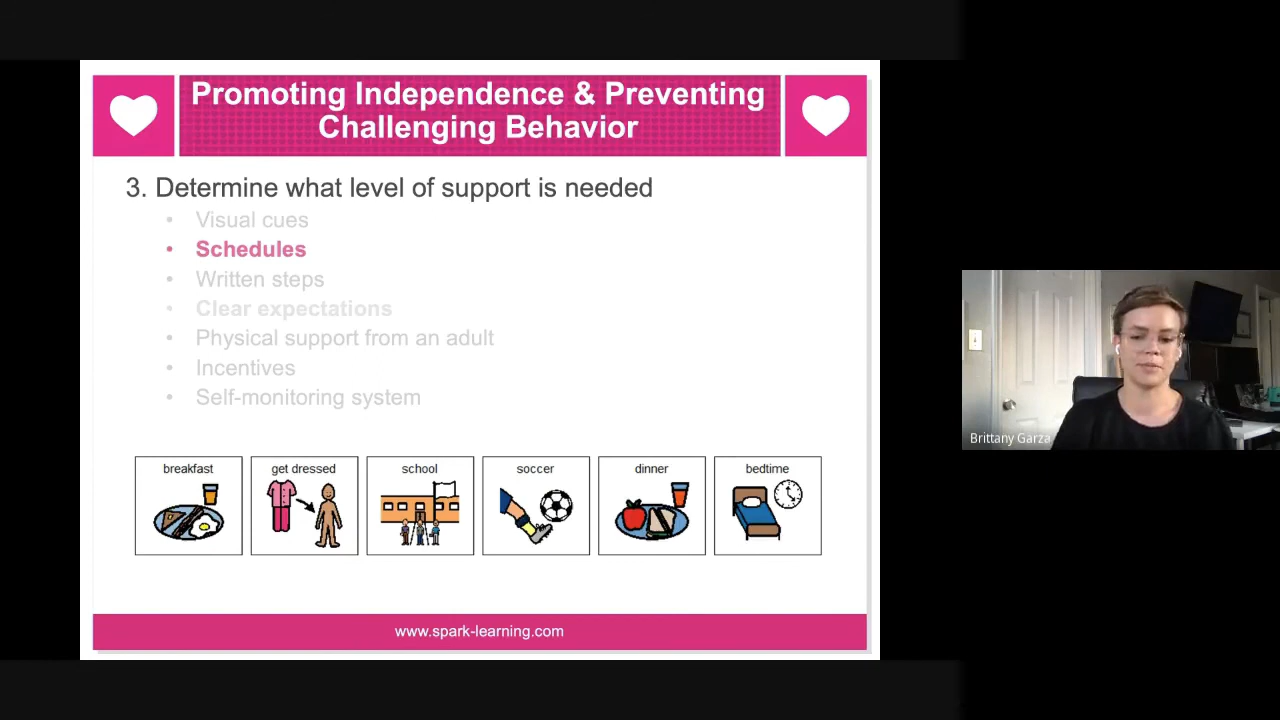 Promoting Independence & Preventing
Challenging Behavior
3. Determine what level of support is needed
• Visual cues
• Schedules
• Written steps
• Clear expectations
• Physical support from an adult
• Incentives
• Self-monitoring system
breakfast
get dressed
school
soccer
dinner
bedtime
www.spark-learning.com
Brittany Garza